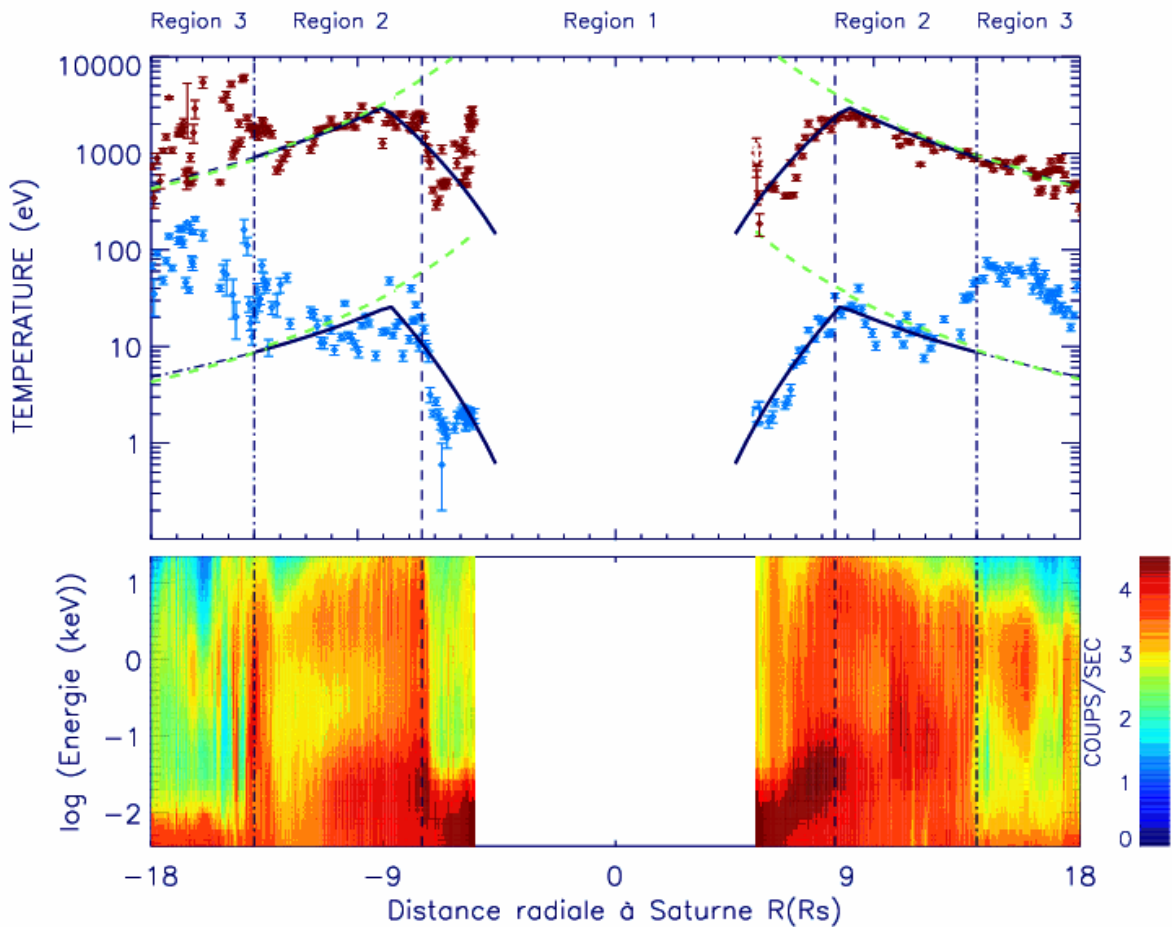 Region 3 Region 2 Region 1 Region 2 Region 3
10000
1000
100
10
1
TEMPERATURE (eV)
1
0
−1
−2
log (Energie (keV))
4
3
2
1
0
COUPS/SEC
−18 −9 0 9 18
Distance radiale à Saturne R(Rs)